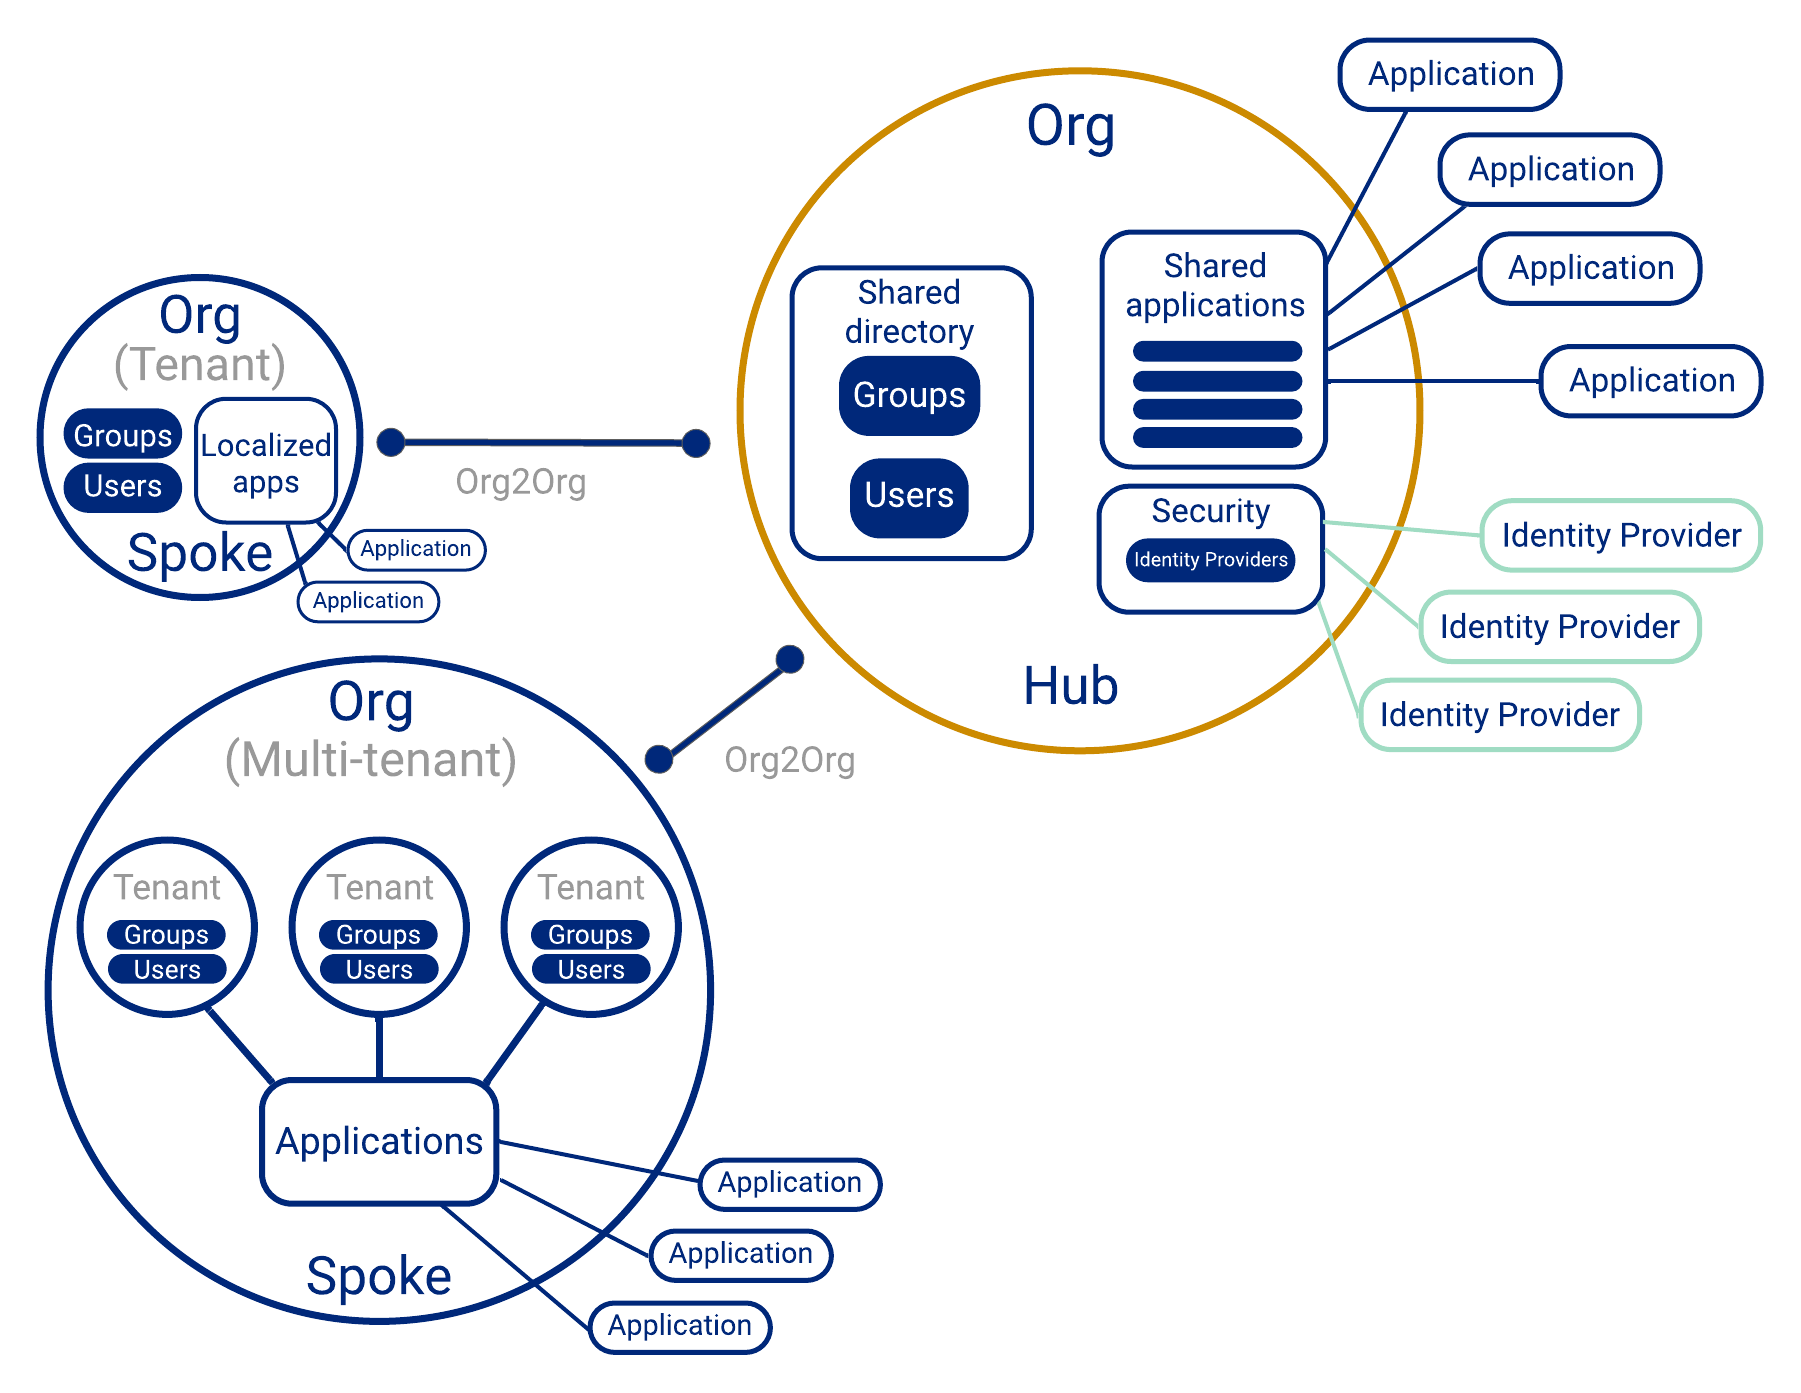 Org
(Tenant)
Groups
Users
Localized
apps
Spoke
Application
Application
Org2Org
Org
Shared
directory
Groups
Users
Shared
applications
Security
Identity Providers
Hub
Application
Application
Application
Application
Identity Provider
Identity Provider
Identity Provider
Org2Org
Org
(Multi-tenant)
Tenant
Groups
Users
Tenant
Groups
Users
Tenant
Groups
Users
Applications
Spoke
Application
Application
Application